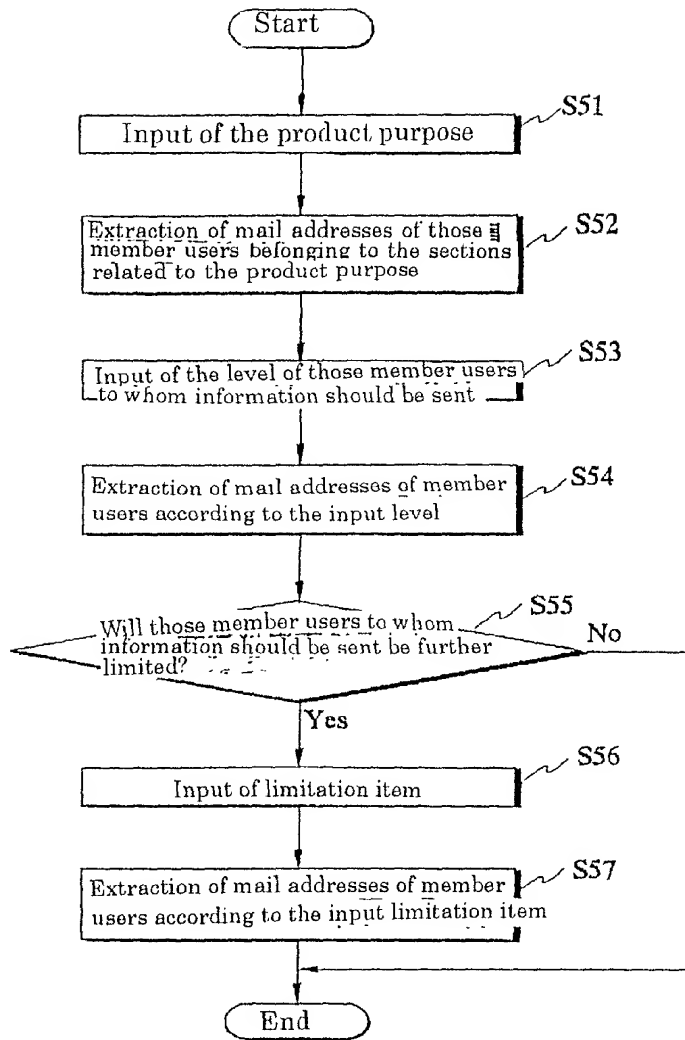 Start
S51
Input of the product purpose
S52
Extraction of mail addresses of those
member users belonging to the sections
related to the product purpose
S53
Input of the level of those member users
to whom information should be sent
S54
Extraction of mail addresses of member
users according to the input level
S55
Will those member users to whom
information should be sent be further
limited?
No
Yes
S56
Input of limitation item
S57
Extraction of mail addresses of member
users according to the input limitation item
End